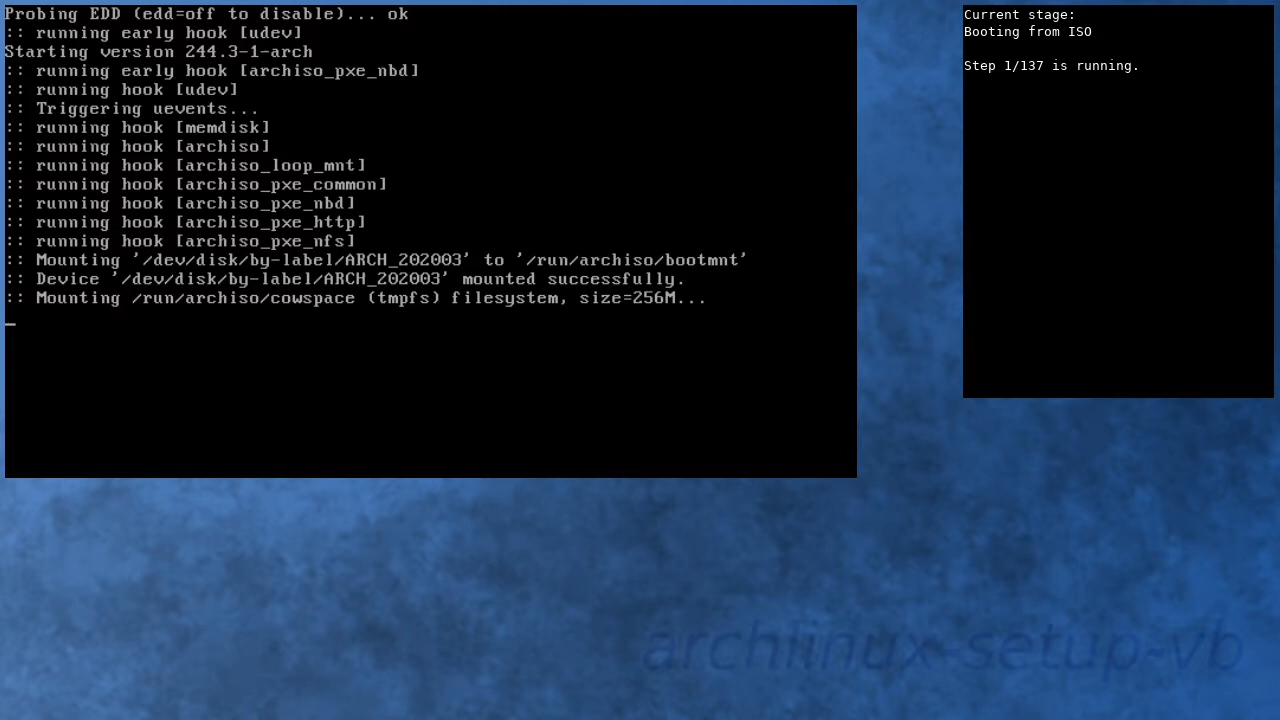 Probing EDD (edd=off to disable)... ok
:: running early hook [udev]
Starting version 244.3-1-arch
:: running early hook [archiso_pxe_nbd]
:: running hook [udev]
:: Triggering uevents...
:: running hook [memdisk]
:: running hook [archiso]
:: running hook [archiso_loop_mnt]
:: running hook [archiso_pxe_common]
:: running hook [archiso_pxe_nbd]
:: running hook [archiso_pxe_http]
:: running hook [archiso_pxe_nfs]
:: Mounting '/dev/disk/by-label/ARCH_202003' to '/run/archiso/bootmnt'
:: Device '/dev/disk/by-label/ARCH_202003' mounted successfully.
:: Mounting /run/archiso/cowspace (tmpfs) filesystem, size=256M...
_
Current stage:
Booting from ISO
Step 1/137 is running.
archlinux-setup-vb